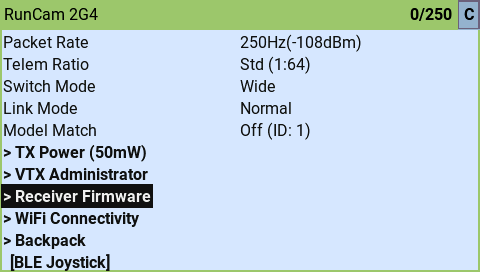 RunCam 2G4 0/250 C
Packet Rate 250Hz(-108dBm)
Telem Ratio Std (1:64)
Switch Mode Wide
Link Mode Normal
Model Match Off (ID: 1)
> TX Power (50mW)
> VTX Administrator
> Receiver Firmware
> WiFi Connectivity
> Backpack
[BLE Joystick]